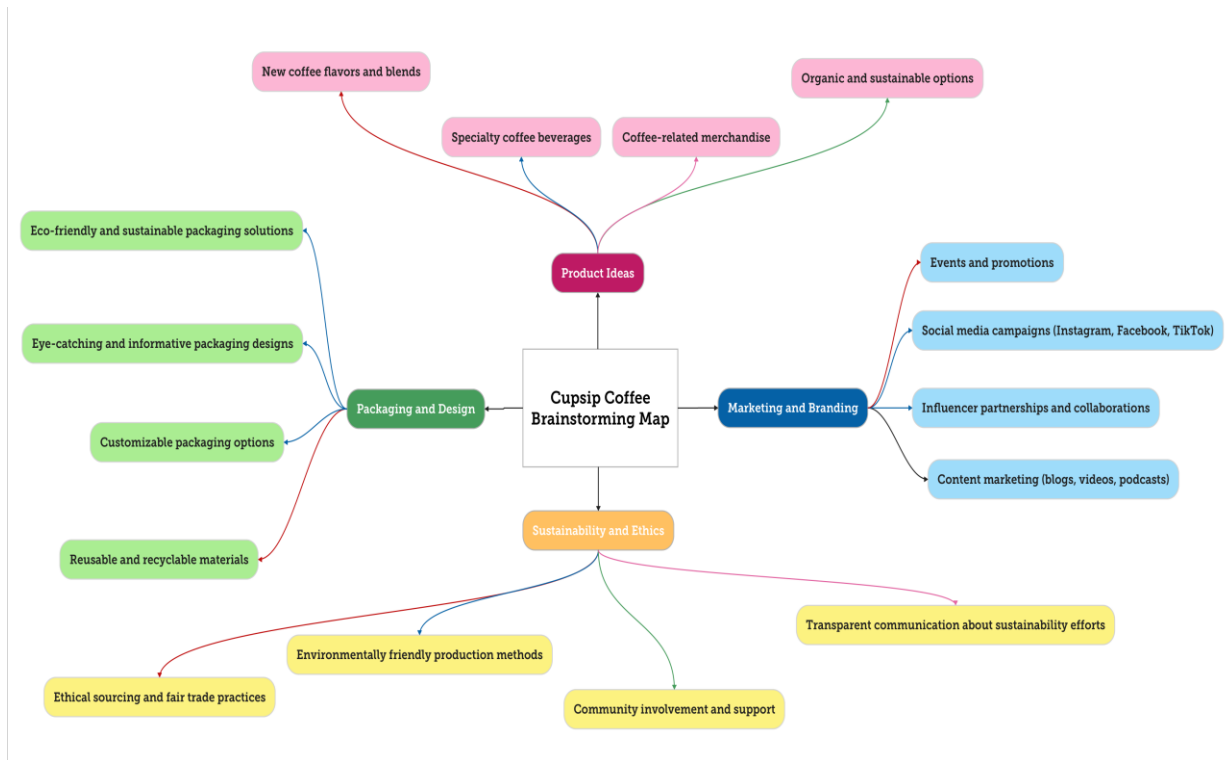 New coffee flavors and blends
Organic and sustainable options
Specialty coffee beverages
Coffee-related merchandise
Product Ideas
Eco-friendly and sustainable packaging solutions
Eye-catching and informative packaging designs
Customizable packaging options
Reusable and recyclable materials
Packaging and Design
Cupsip Coffee
Brainstorming Map
Marketing and Branding
Events and promotions
Social media campaigns (Instagram, Facebook, TikTok)
Influencer partnerships and collaborations
Content marketing (blogs, videos, podcasts)
Sustainability and Ethics
Ethical sourcing and fair trade practices
Environmentally friendly production methods
Community involvement and support
Transparent communication about sustainability efforts